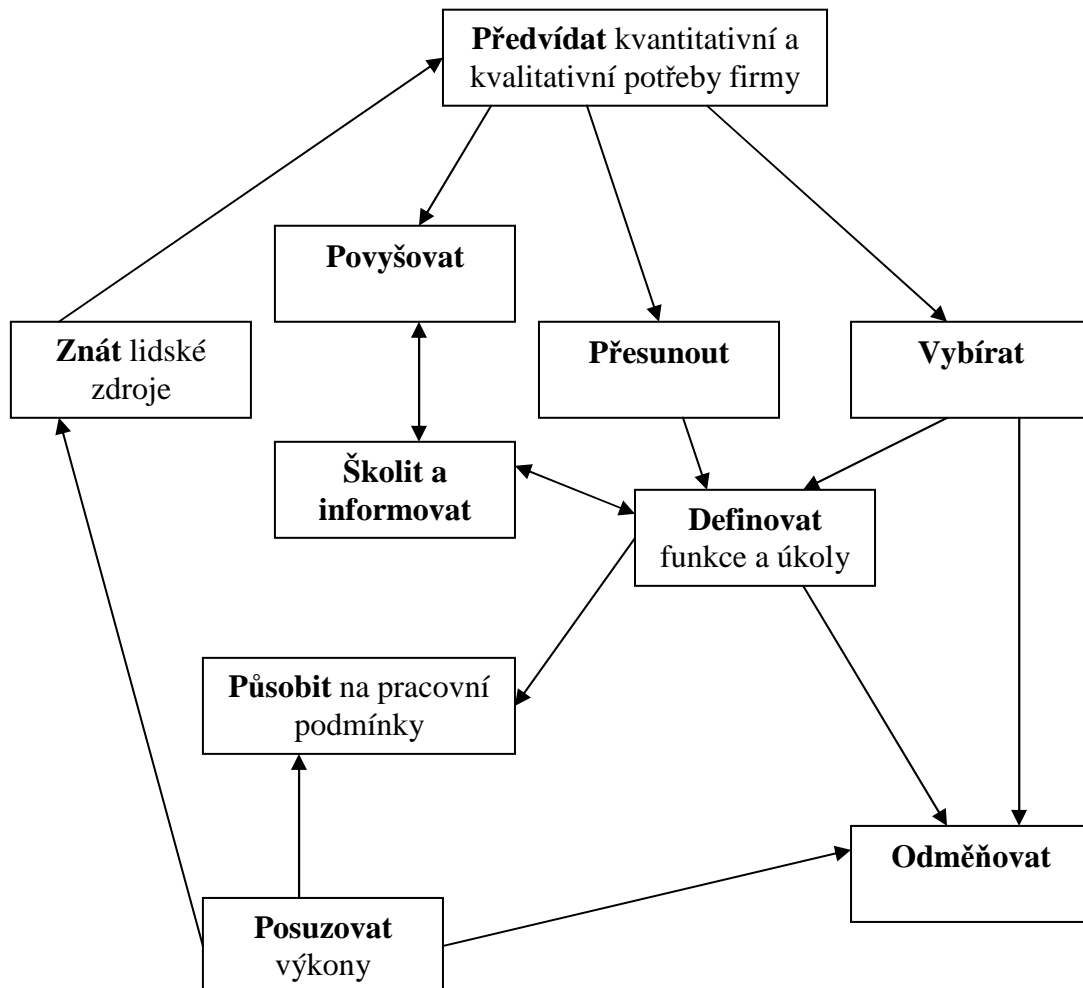 Předvídat kvantitativní a
kvalitativní potřeby firmy
Povyšovat
Znát lidské
zdroje
Přesunout
Vybírat
Školit a
informovat
Definovat
funkce a úkoly
Působit na pracovní
podmínky
Odměňovat
Posuzovat
výkony